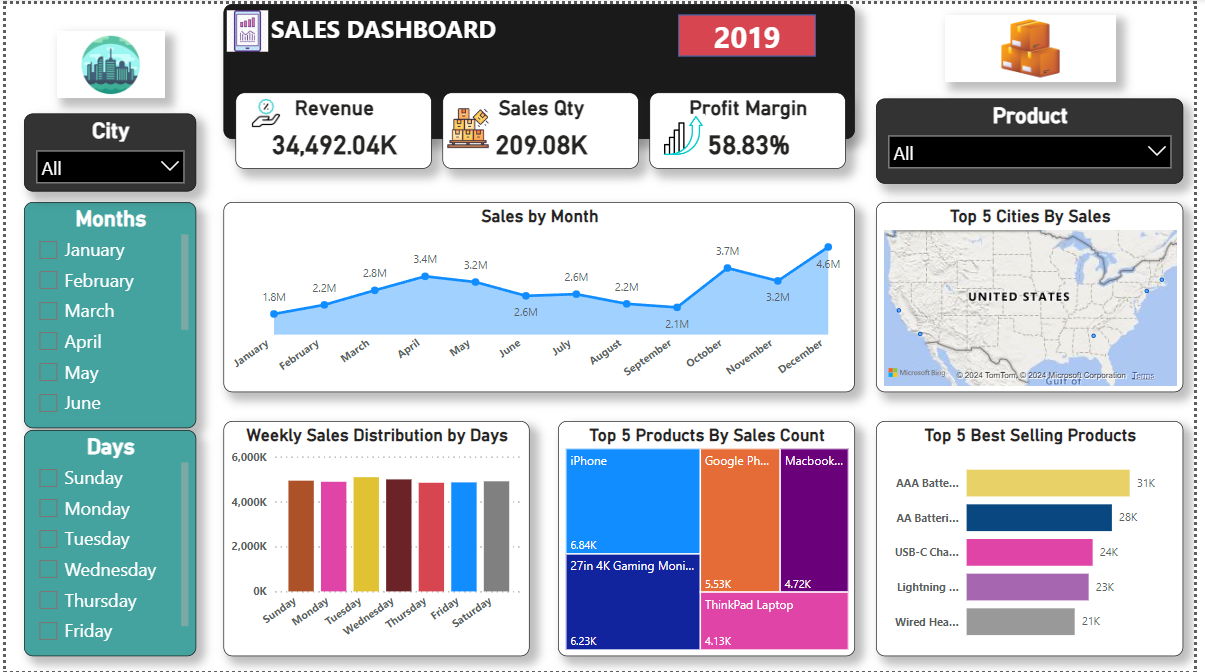 SALES DASHBOARD
2019
Revenue
34,492.04K
Sales Qty
209.08K
Profit Margin
58.83%
City
All
Product
All
Months
January
February
March
April
May
June
Days
Sunday
Monday
Tuesday
Wednesday
Thursday
Friday
Sales by Month
1.8M
2.2M
2.8M
3.4M
3.2M
2.6M
2.6M
2.2M
2.1M
3.7M
3.2M
4.6M
January
February
March
April
May
June
July
August
September
October
November
December
Top 5 Cities By Sales
UNITED STATES
Microsoft Bing
© 2024 TomTom, © 2024 Microsoft Corporation Terms
Gulf of
Weekly Sales Distribution by Days
6,000K
4,000K
2,000K
0K
Sunday
Monday
Tuesday
Wednesday
Thursday
Friday
Saturday
Top 5 Products By Sales Count
iPhone
6.84K
27in 4K Gaming Moni...
6.23K
Google Ph...
5.53K
Macbook...
4.72K
ThinkPad Laptop
4.13K
Top 5 Best Selling Products
AAA Batte... 31K
AA Batteri... 28K
USB-C Cha... 24K
Lightning ... 23K
Wired Hea... 21K